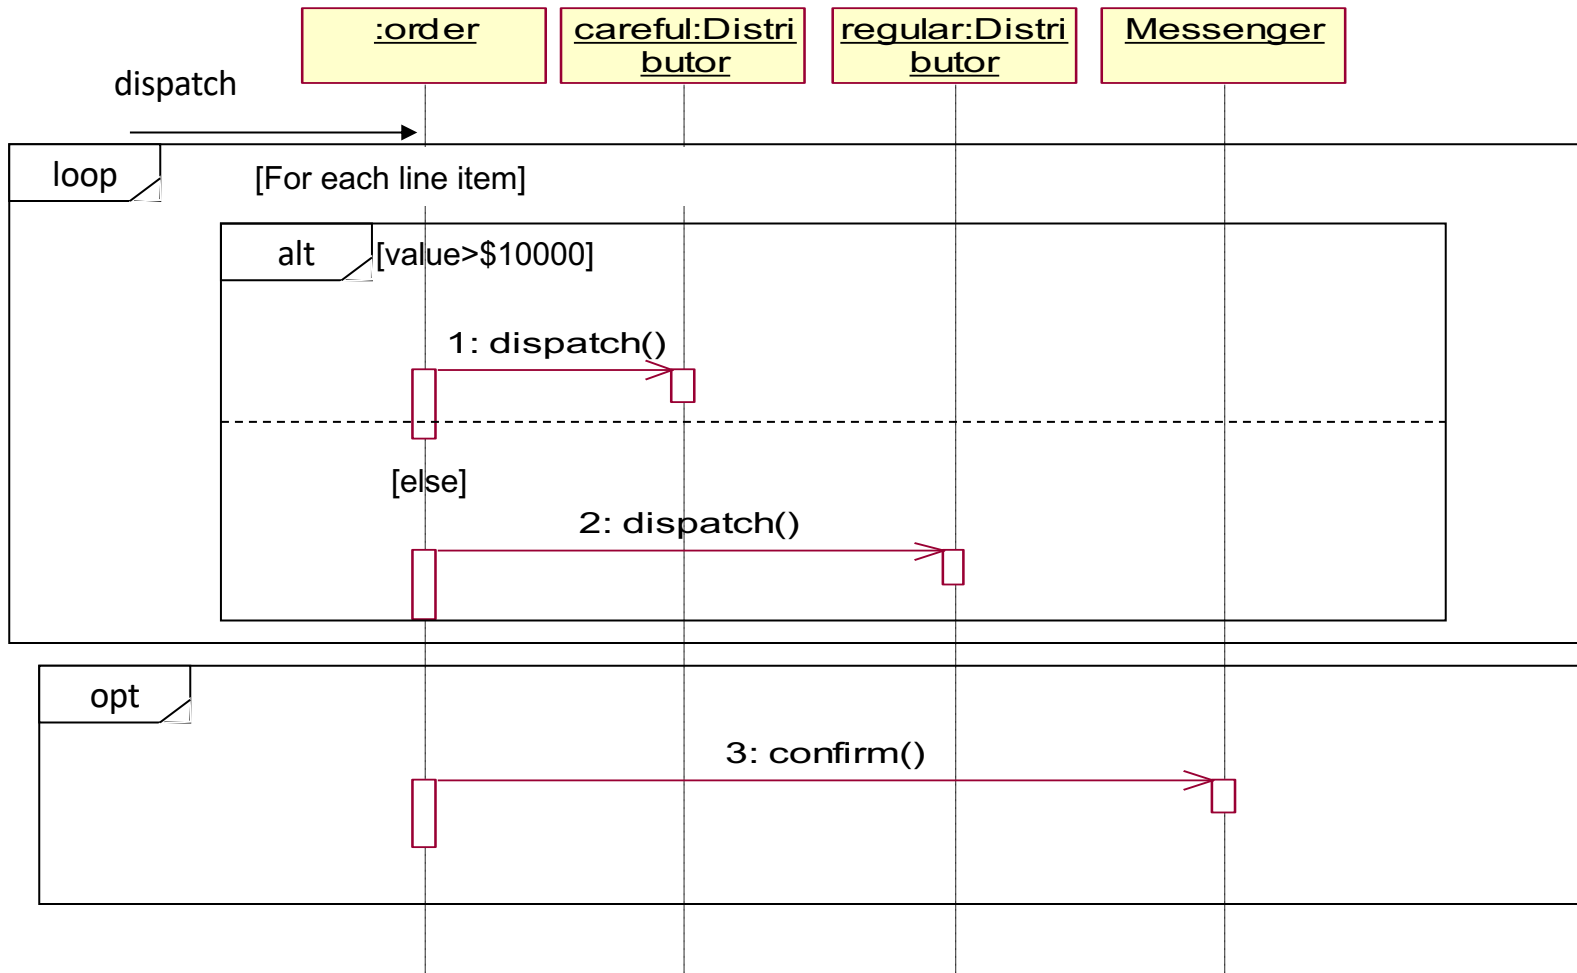 :order
careful:Distri
butor
regular:Distri
butor
Messenger
dispatch
loop
[For each line item]
alt
[value>$10000]
1: dispatch()
[else]
2: dispatch()
opt
3: confirm()